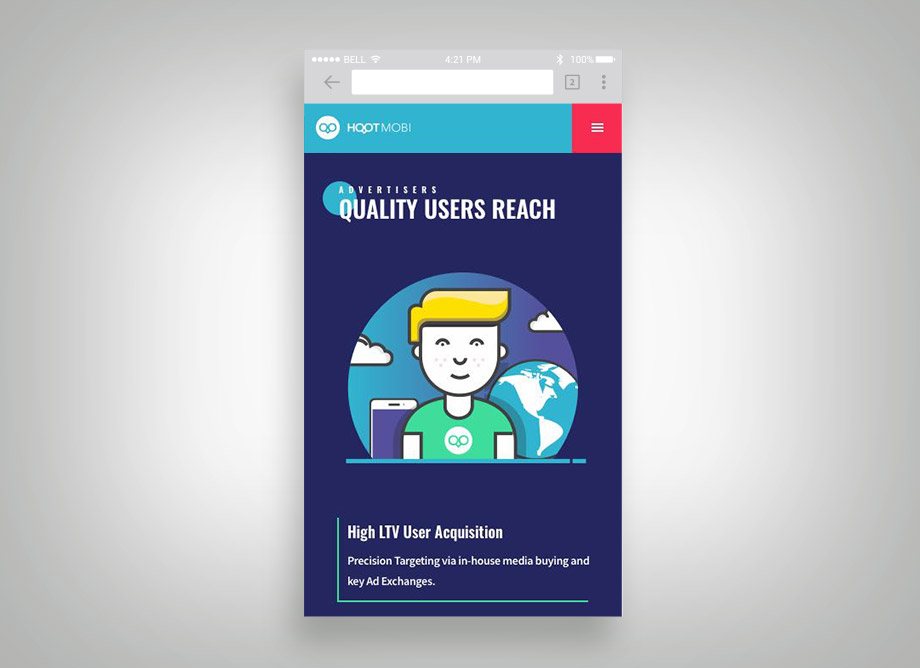 BELL 4:21 PM 100%
2
HOOTMOBI
ADVERTISERS
QUALITY USERS REACH
High LTV User Acquisition
Precision Targeting via in-house media buying and
key Ad Exchanges.